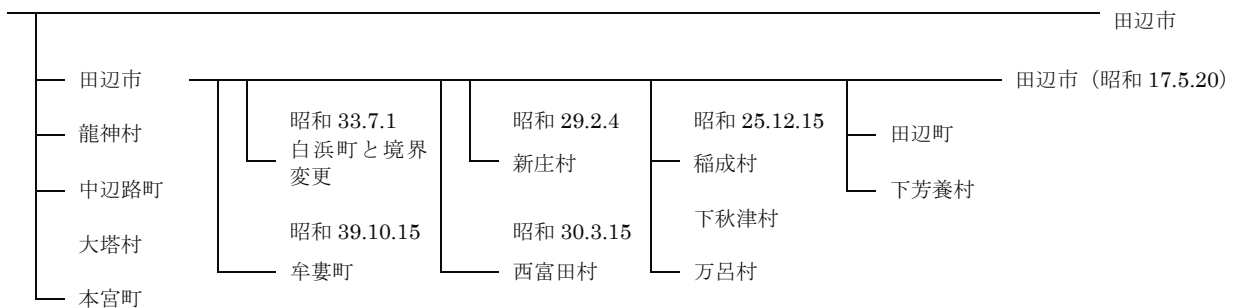 田辺市
田辺市
田辺市（昭和 17.5.20）
龍神村
中辺路町
大塔村
本宮町
昭和 33.7.1
白浜町と境界
変更
昭和 39.10.15
牟婁町
昭和 29.2.4
新庄村
昭和 30.3.15
西富田村
昭和 25.12.15
稲成村
下秋津村
万呂村
田辺町
下芳養村